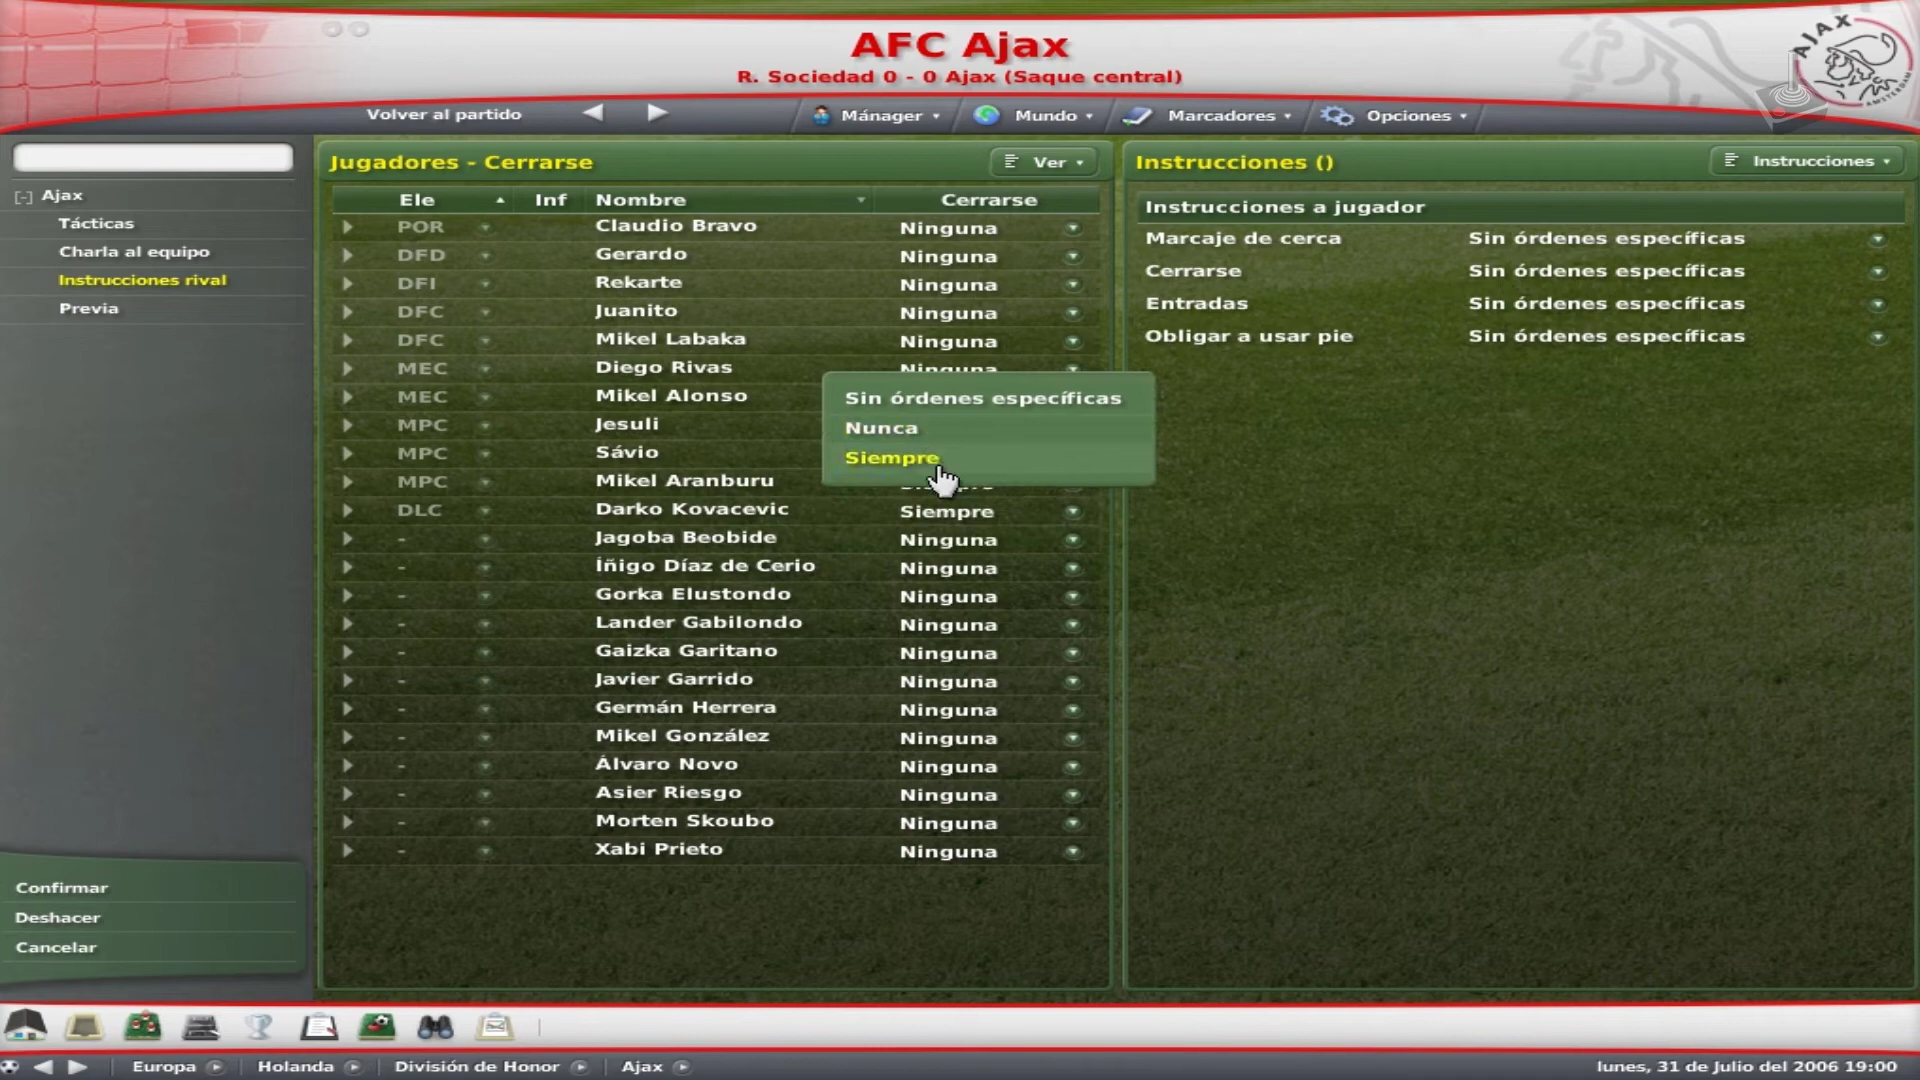 AFC Ajax
R. Sociedad 0 - 0 Ajax (Saque central)
AJAX
AMSTERDAM
Volver al partido
Mánager
Mundo
Marcadores
Opciones
[-] Ajax
Tácticas
Charla al equipo
Instrucciones rival
Previa
Confirmar
Deshacer
Cancelar
Jugadores - Cerrarse
Ver
Ele Inf Nombre Cerrarse
POR Claudio Bravo Ninguna
DFD Gerardo Ninguna
DFI Rekarte Ninguna
DFC Juanito Ninguna
DFC Mikel Labaka Ninguna
MEC Diego Rivas Ninguna
MEC Mikel Alonso
MPC Jesuli
MPC Sávio
MPC Mikel Aranburu
DLC Darko Kovacevic Siempre
- Jagoba Beobide Ninguna
- Íñigo Díaz de Cerio Ninguna
- Gorka Elustondo Ninguna
- Lander Gabilondo Ninguna
- Gaizka Garitano Ninguna
- Javier Garrido Ninguna
- Germán Herrera Ninguna
- Mikel González Ninguna
- Álvaro Novo Ninguna
- Asier Riesgo Ninguna
- Morten Skoubo Ninguna
- Xabi Prieto Ninguna
Sin órdenes específicas
Nunca
Siempre
Instrucciones ()
Instrucciones
Instrucciones a jugador
Marcaje de cerca Sin órdenes específicas
Cerrarse Sin órdenes específicas
Entradas Sin órdenes específicas
Obligar a usar pie Sin órdenes específicas
Europa
Holanda
División de Honor
Ajax
lunes, 31 de Julio del 2006 19:00